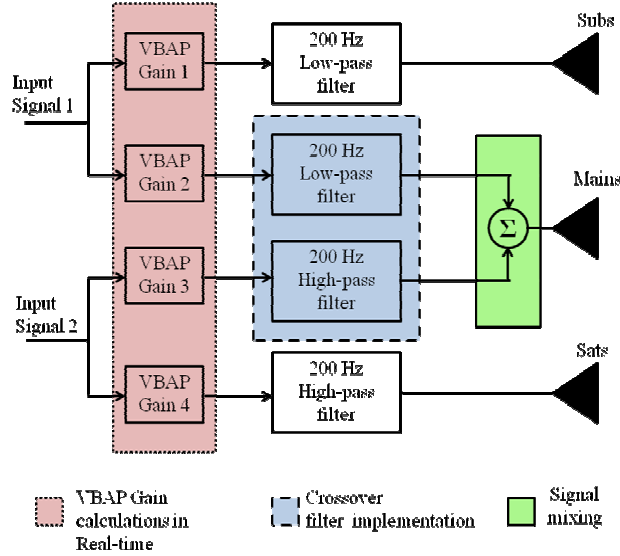 Subs
200 Hz
Low-pass
filter
VBAP
Gain 1
Input
Signal 1
200 Hz
Low-pass
filter
VBAP
Gain 2
Mains
Σ
200 Hz
High-pass
filter
VBAP
Gain 3
Input
Signal 2
Sats
200 Hz
High-pass
filter
VBAP
Gain 4
VBAP Gain
calculations in
Real-time
Crossover
filter implementation
Signal
mixing